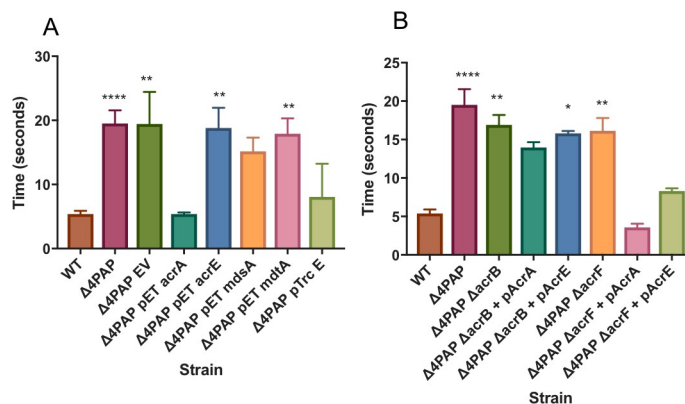 A
Time (seconds)
30
20
10
0
****
**
**
**
WT
Δ4PAP
Δ4PAP EV
Δ4PAP pET acrA
Δ4PAP pET acrE
Δ4PAP pET mdsA
Δ4PAP pET mdtA
Δ4PAP pTrc E
Strain
B
Time (seconds)
25
20
15
10
5
0
****
**
*
**
WT
Δ4PAP
Δ4PAP ΔacrB
Δ4PAP ΔacrB + pAcrA
Δ4PAP ΔacrB + pAcrE
Δ4PAP ΔacrF
Δ4PAP ΔacrF + pAcrA
Δ4PAP ΔacrF + pAcrE
Strain